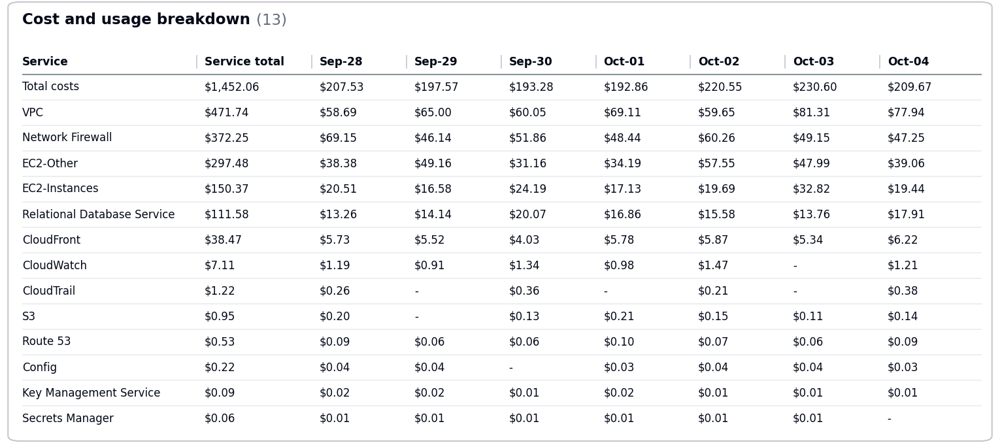 Cost and usage breakdown (13)
Service Service total Sep-28 Sep-29 Sep-30 Oct-01 Oct-02 Oct-03 Oct-04
Total costs $1,452.06 $207.53 $197.57 $193.28 $192.86 $220.55 $230.60 $209.67
VPC $471.74 $58.69 $65.00 $60.05 $69.11 $59.65 $81.31 $77.94
Network Firewall $372.25 $69.15 $46.14 $51.86 $48.44 $60.26 $49.15 $47.25
EC2-Other $297.48 $38.38 $49.16 $31.16 $34.19 $57.55 $47.99 $39.06
EC2-Instances $150.37 $20.51 $16.58 $24.19 $17.13 $19.69 $32.82 $19.44
Relational Database Service $111.58 $13.26 $14.14 $20.07 $16.86 $15.58 $13.76 $17.91
CloudFront $38.47 $5.73 $5.52 $4.03 $5.78 $5.87 $5.34 $6.22
CloudWatch $7.11 $1.19 $0.91 $1.34 $0.98 $1.47 - $1.21
CloudTrail $1.22 $0.26 - $0.36 - $0.21 - $0.38
S3 $0.95 $0.20 - $0.13 $0.21 $0.15 $0.11 $0.14
Route 53 $0.53 $0.09 $0.06 $0.06 $0.10 $0.07 $0.06 $0.09
Config $0.22 $0.04 $0.04 - $0.03 $0.04 $0.04 $0.03
Key Management Service $0.09 $0.02 $0.02 $0.01 $0.02 $0.01 $0.01 $0.01
Secrets Manager $0.06 $0.01 $0.01 $0.01 $0.01 $0.01 $0.01 -